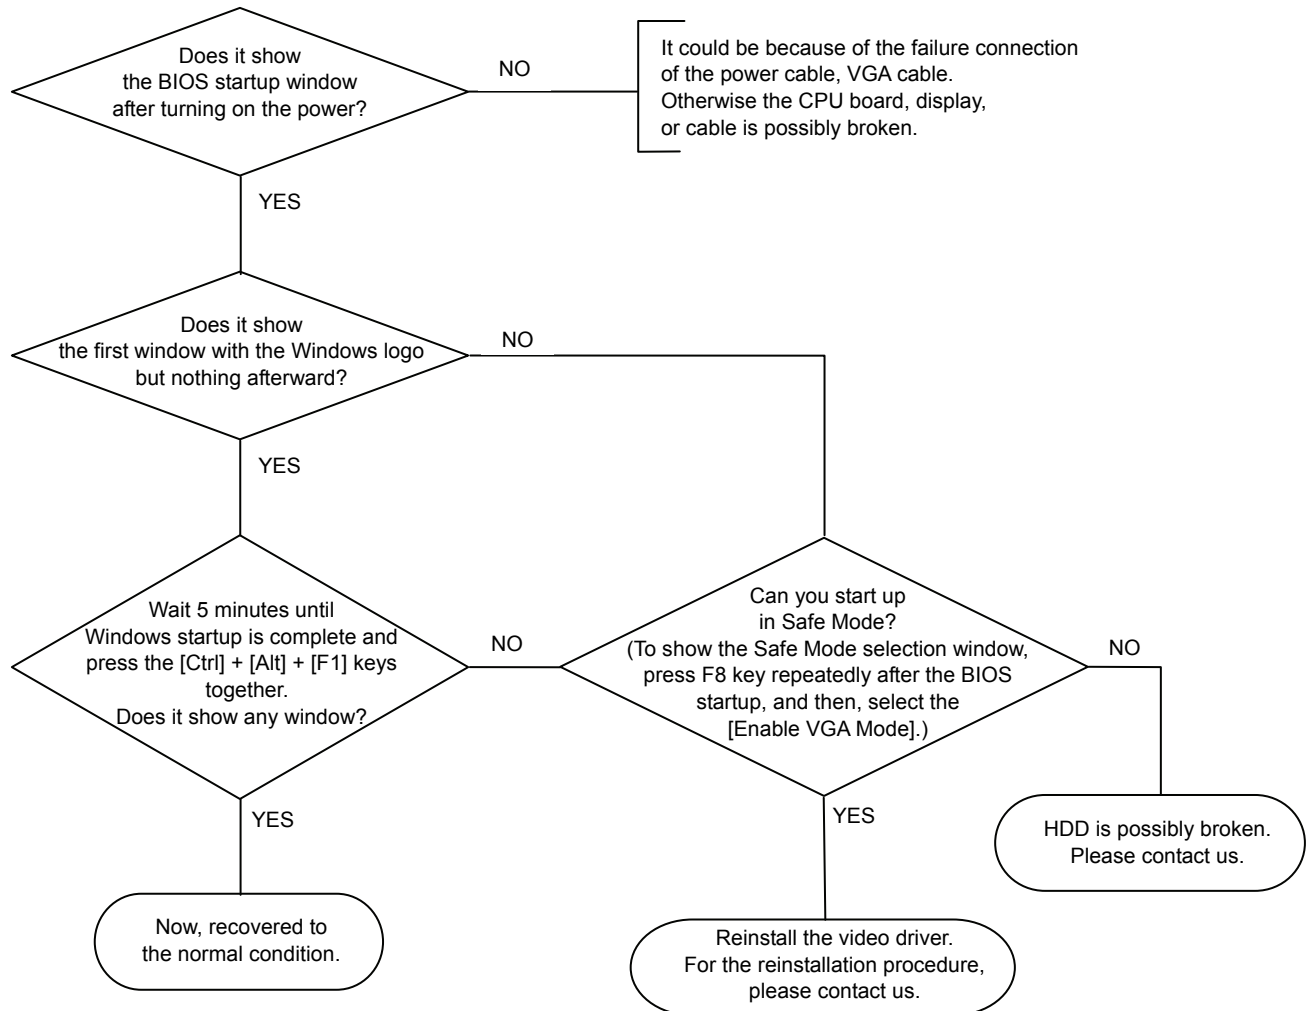 Does it show
the BIOS startup window
after turning on the power?
NO
It could be because of the failure connection
of the power cable, VGA cable.
Otherwise the CPU board, display,
or cable is possibly broken.
YES
Does it show
the first window with the Windows logo
but nothing afterward?
NO
YES
Wait 5 minutes until
Windows startup is complete and
press the [Ctrl] + [Alt] + [F1] keys
together.
Does it show any window?
NO
Can you start up
in Safe Mode?
(To show the Safe Mode selection window,
press F8 key repeatedly after the BIOS
startup, and then, select the
[Enable VGA Mode].)
NO
YES
YES
HDD is possibly broken.
Please contact us.
Now, recovered to
the normal condition.
Reinstall the video driver.
For the reinstallation procedure,
please contact us.